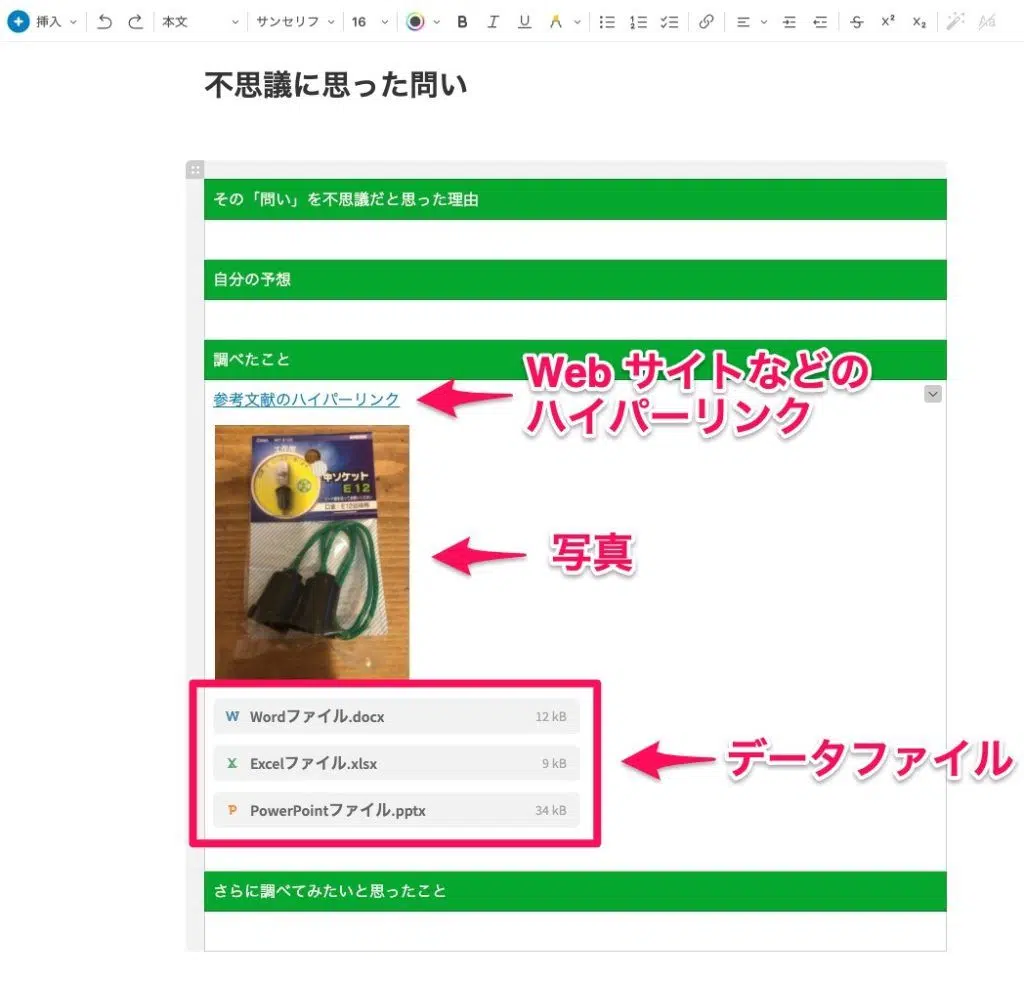 挿入
本文
サンセリフ
16
B
I
U
A
S
x²
x₂
不思議に思った問い
その「問い」を不思議だと思った理由
自分の予想
調べたこと
Web サイトなどの
ハイパーリンク
参考文献のハイパーリンク
中ソケット
E12
写真
W Wordファイル.docx 12 kB
X Excelファイル.xlsx 9 kB
P PowerPointファイル.pptx 34 kB
データファイル
さらに調べてみたいと思ったこと